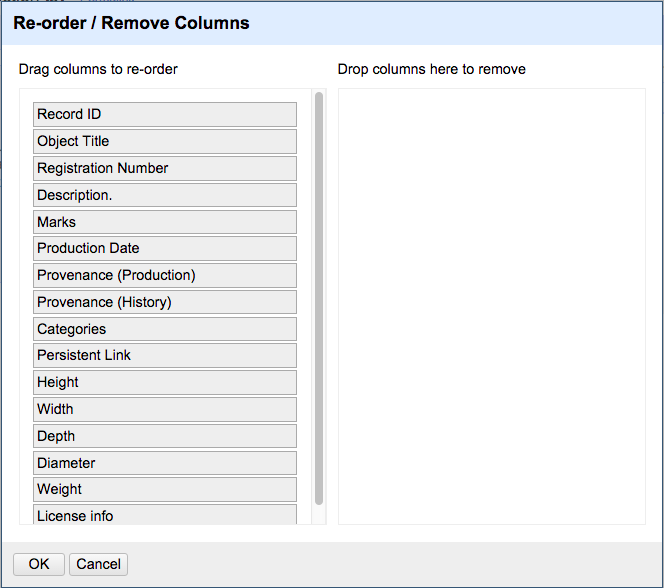 Re-order / Remove Columns
Drag columns to re-order
Drop columns here to remove
Record ID
Object Title
Registration Number
Description.
Marks
Production Date
Provenance (Production)
Provenance (History)
Categories
Persistent Link
Height
Width
Depth
Diameter
Weight
License info
OK
Cancel